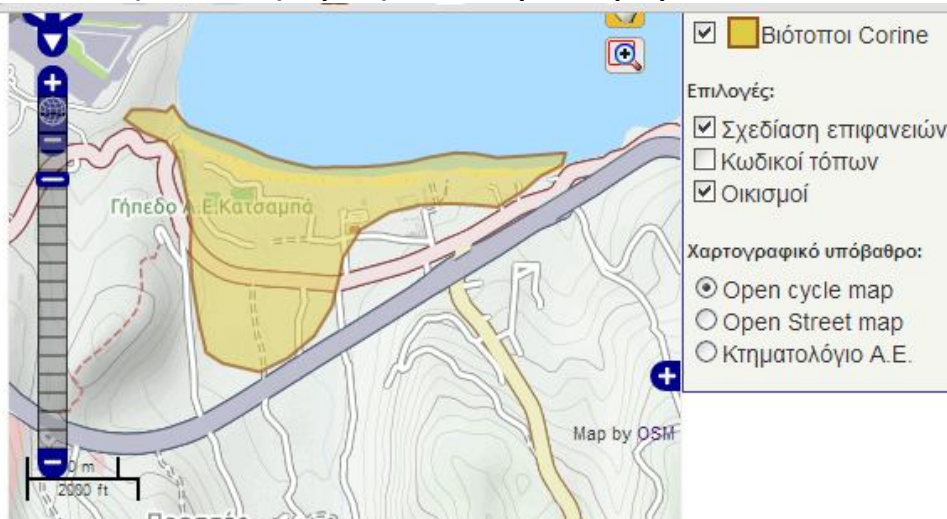 Βιότοποι Corine
Επιλογές:
Σχεδίαση επιφανειών
Κωδικοί τόπων
Οικισμοί
Χαρτογραφικό υπόβαθρο:
Open cycle map
Open Street map
Κτηματολόγιο Α.Ε.
Γήπεδο Α.Ε.Κατσαμπά
Map by OSM
0 m
2000 ft